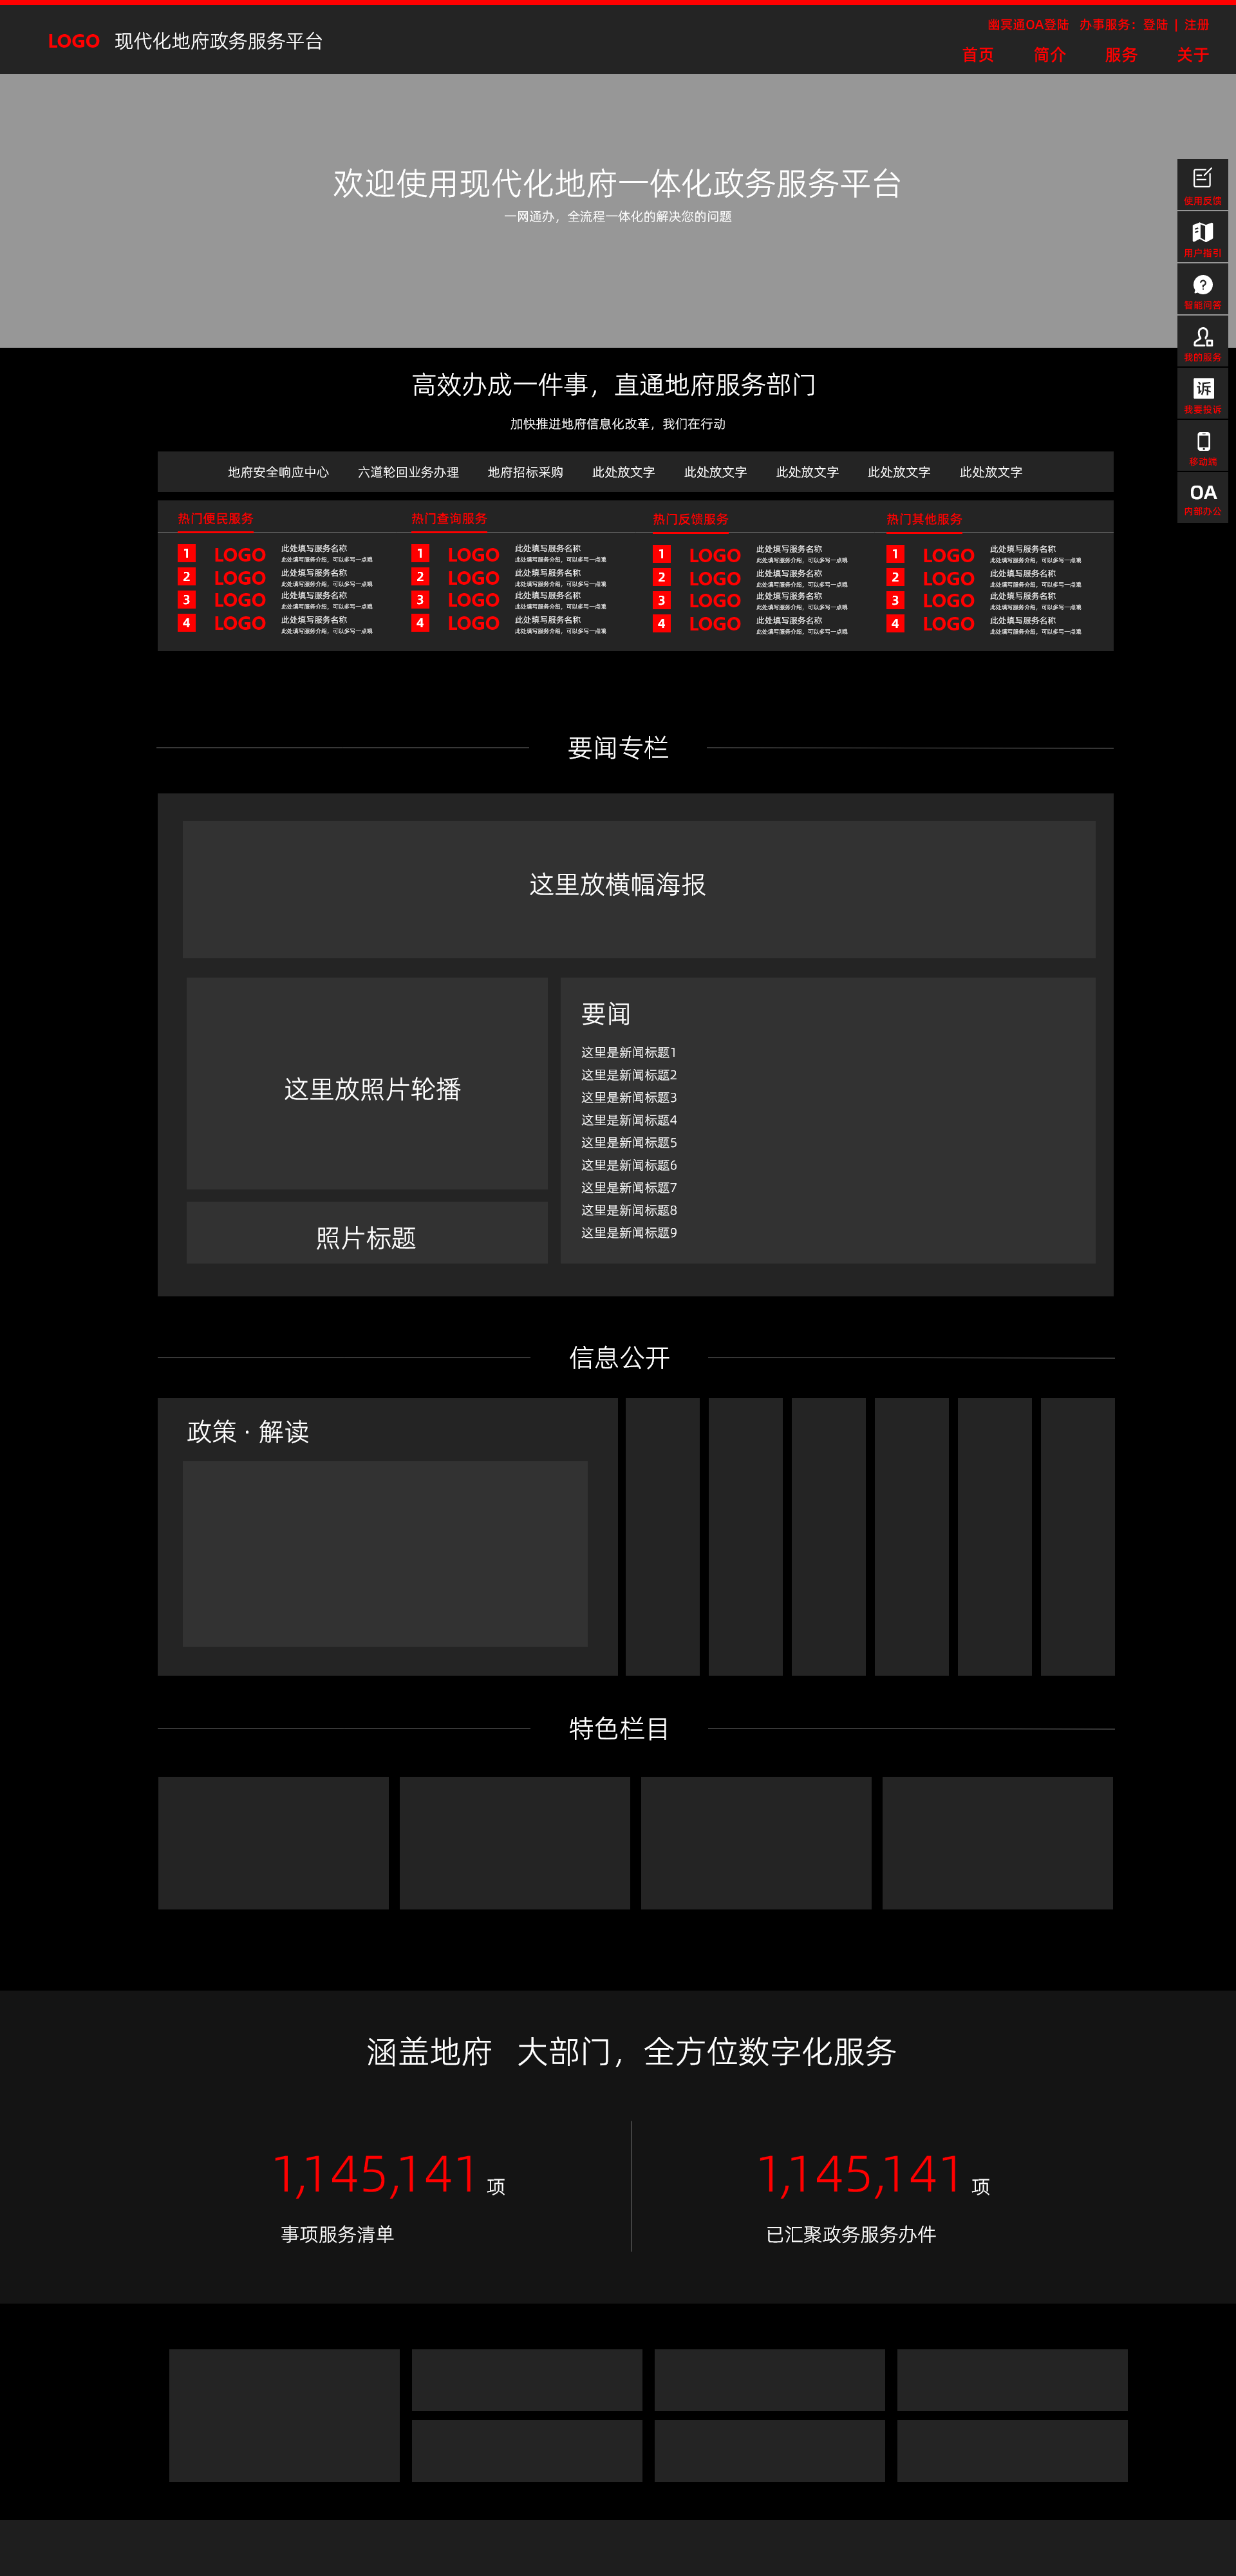 幽冥通OA登陆 办事服务：登陆 | 注册
LOGO 现代化地府政务服务平台
首页 简介 服务 关于
欢迎使用现代化地府一体化政务服务平台
一网通办，全流程一体化的解决您的问题
使用反馈
用户指引
?
智能问答
我的服务
诉
我要投诉
移动端
OA
内部办公
高效办成一件事，直通地府服务部门
加快推进地府信息化改革，我们在行动
地府安全响应中心 六道轮回业务办理 地府招标采购 此处放文字 此处放文字 此处放文字 此处放文字 此处放文字
热门便民服务
1 LOGO 此处填写服务名称
此处填写服务介绍，可以多写一点哦
2 LOGO 此处填写服务名称
此处填写服务介绍，可以多写一点哦
3 LOGO 此处填写服务名称
此处填写服务介绍，可以多写一点哦
4 LOGO 此处填写服务名称
此处填写服务介绍，可以多写一点哦
热门查询服务
1 LOGO 此处填写服务名称
此处填写服务介绍，可以多写一点哦
2 LOGO 此处填写服务名称
此处填写服务介绍，可以多写一点哦
3 LOGO 此处填写服务名称
此处填写服务介绍，可以多写一点哦
4 LOGO 此处填写服务名称
此处填写服务介绍，可以多写一点哦
热门反馈服务
1 LOGO 此处填写服务名称
此处填写服务介绍，可以多写一点哦
2 LOGO 此处填写服务名称
此处填写服务介绍，可以多写一点哦
3 LOGO 此处填写服务名称
此处填写服务介绍，可以多写一点哦
4 LOGO 此处填写服务名称
此处填写服务介绍，可以多写一点哦
热门其他服务
1 LOGO 此处填写服务名称
此处填写服务介绍，可以多写一点哦
2 LOGO 此处填写服务名称
此处填写服务介绍，可以多写一点哦
3 LOGO 此处填写服务名称
此处填写服务介绍，可以多写一点哦
4 LOGO 此处填写服务名称
此处填写服务介绍，可以多写一点哦
要闻专栏
这里放横幅海报
这里放照片轮播
照片标题
要闻
这里是新闻标题1
这里是新闻标题2
这里是新闻标题3
这里是新闻标题4
这里是新闻标题5
这里是新闻标题6
这里是新闻标题7
这里是新闻标题8
这里是新闻标题9
信息公开
政策 · 解读
特色栏目
涵盖地府 大部门，全方位数字化服务
1,145,141 项
事项服务清单
1,145,141 项
已汇聚政务服务办件